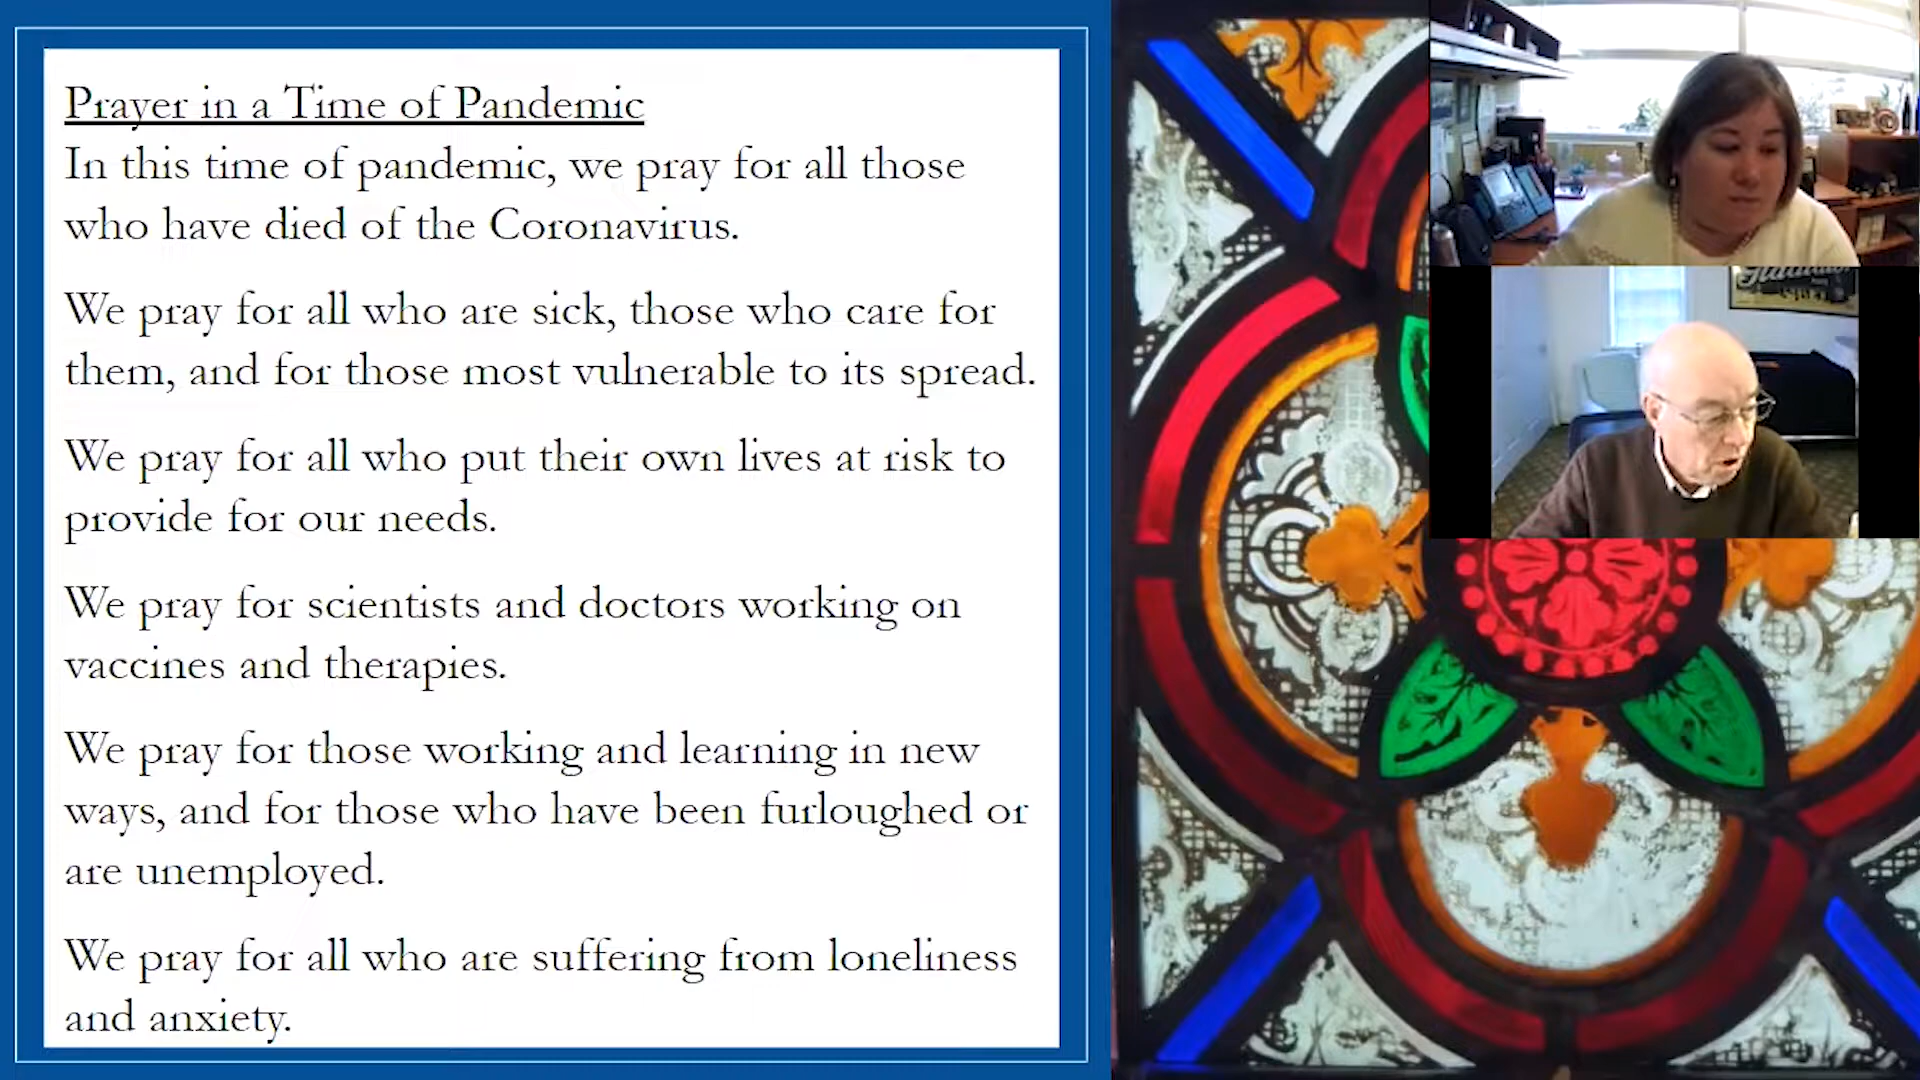 Prayer in a Time of Pandemic
In this time of pandemic, we pray for all those
who have died of the Coronavirus.
We pray for all who are sick, those who care for
them, and for those most vulnerable to its spread.
We pray for all who put their own lives at risk to
provide for our needs.
We pray for scientists and doctors working on
vaccines and therapies.
We pray for those working and learning in new
ways, and for those who have been furloughed or
are unemployed.
We pray for all who are suffering from loneliness
and anxiety.